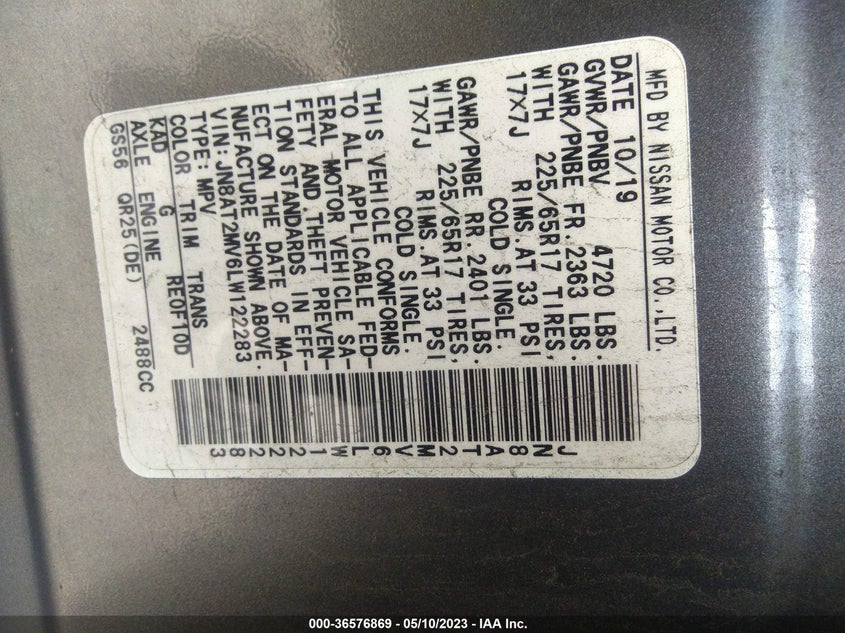 MFD BY NISSAN MOTOR CO.,LTD.
DATE 10/19
GVWR/PNBV 4720 LBS.
GAWR/PNBE FR 2363 LBS.
WITH 225/65R17 TIRES,
17X7J RIMS.AT 33 PSI
COLD SINGLE.
GAWR/PNBE RR.2401 LBS.
WITH 225/65R17 TIRES,
17X7J RIMS.AT 33 PSI
COLD SINGLE.
THIS VEHICLE CONFORMS
TO ALL APPLICABLE FED-
ERAL MOTOR VEHICLE SA-
FETY AND THEFT PREVEN-
TION STANDARDS IN EFF-
ECT ON THE DATE OF MA-
NUFACTURE SHOWN ABOVE.
VIN: JN8AT2MV6LW122283
TYPE: MPV
COLOR TRIM TRANS
KAD G RE0F10D
AXLE ENGINE
GS56 QR25(DE) 2488CC
JN8AT2MV6LW122283
000-36576869 - 05/10/2023 - IAA Inc.